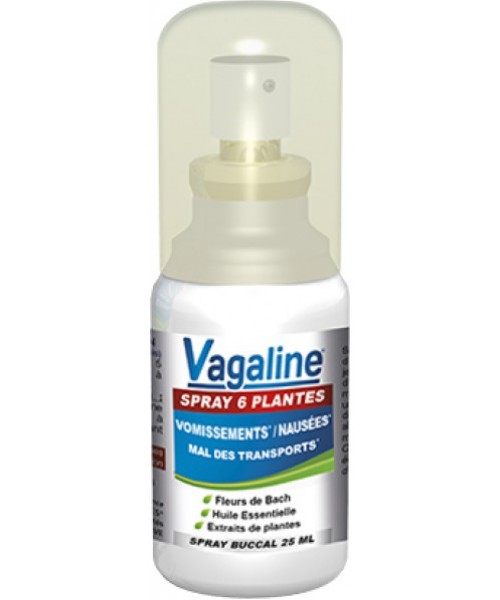 Vagaline
SPRAY 6 PLANTES
VOMISSEMENTS*/NAUSÉES*
MAL DES TRANSPORTS*
Fleurs de Bach
Huile Essentielle
Extraits de plantes
SPRAY BUCCAL 25 ML